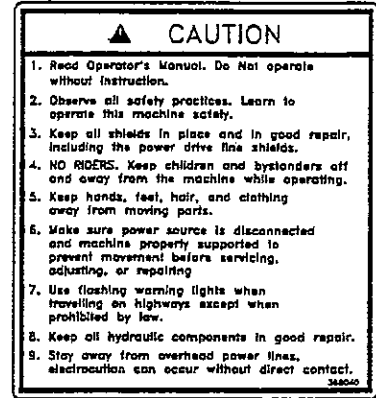 CAUTION
1. Read Operator's Manual. Do Not operate
without instruction.
2. Observe all safety practices. Learn to
operate this machine safely.
3. Keep all shields in place and in good repair,
including the power drive line shields.
4. NO RIDERS. Keep children and bystanders off
and away from the machine while operating.
5. Keep hands, feet, hair, and clothing
away from moving parts.
6. Make sure power source is disconnected
and machine properly supported to
prevent movement before servicing,
adjusting, or repairing
7. Use flashing warning lights when
travelling on highways except when
prohibited by law.
8. Keep all hydraulic components in good repair.
9. Stay away from overhead power lines,
electrocution can occur without direct contact.
368040